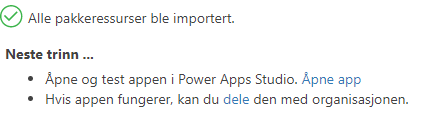 Alle pakkeressurser ble importert.
Neste trinn ...
• Åpne og test appen i Power Apps Studio. Åpne app
• Hvis appen fungerer, kan du dele den med organisasjonen.